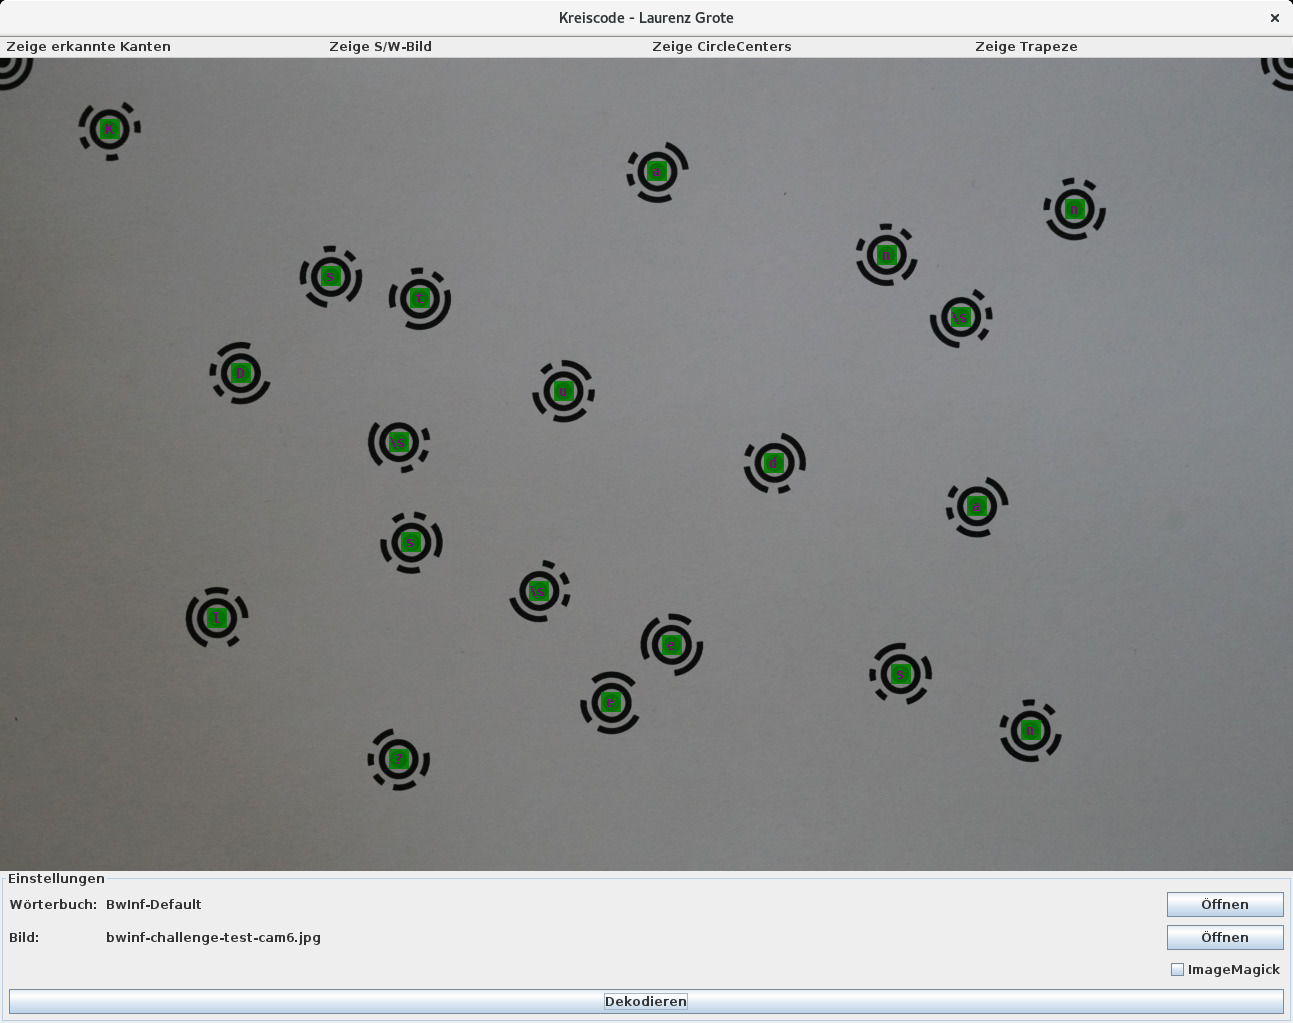 Kreiscode - Laurenz Grote
Zeige erkannte Kanten Zeige S/W-Bild Zeige CircleCenters Zeige Trapeze
d
n
s
n
t
\s
h
\s
d
a
s
\s
l
e
e
s
?
n
Einstellungen
Wörterbuch: BwInf-Default Öffnen
Bild: bwinf-challenge-test-cam6.jpg Öffnen
ImageMagick
Dekodieren